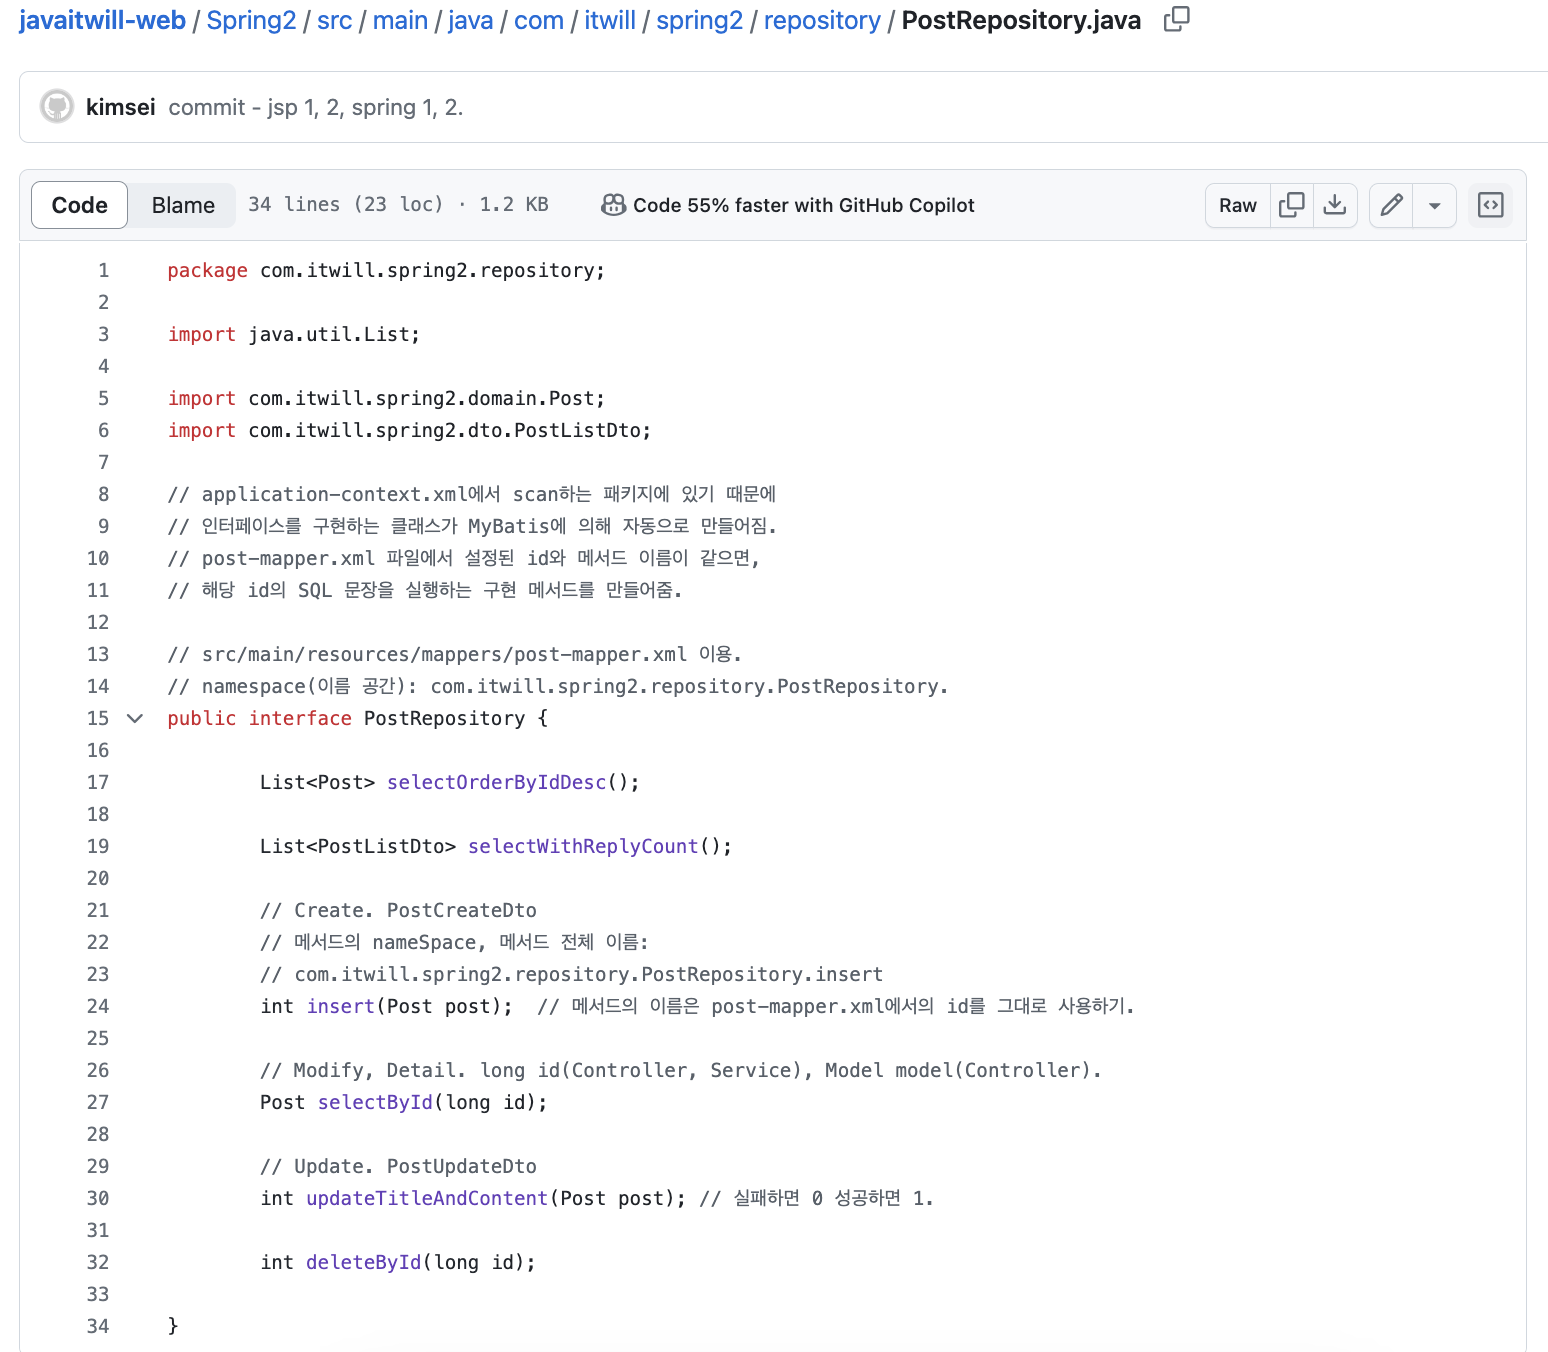 javaitwill-web / Spring2 / src / main / java / com / itwill / spring2 / repository / PostRepository.java
kimsei commit - jsp 1, 2, spring 1, 2.
Code Blame 34 lines (23 loc) · 1.2 KB Code 55% faster with GitHub Copilot Raw
1 package com.itwill.spring2.repository;
2
3 import java.util.List;
4
5 import com.itwill.spring2.domain.Post;
6 import com.itwill.spring2.dto.PostListDto;
7
8 // application-context.xml에서 scan하는 패키지에 있기 때문에
9 // 인터페이스를 구현하는 클래스가 MyBatis에 의해 자동으로 만들어짐.
10 // post-mapper.xml 파일에서 설정된 id와 메서드 이름이 같으면,
11 // 해당 id의 SQL 문장을 실행하는 구현 메서드를 만들어줌.
12
13 // src/main/resources/mappers/post-mapper.xml 이용.
14 // namespace(이름 공간): com.itwill.spring2.repository.PostRepository.
15 public interface PostRepository {
16
17 List<Post> selectOrderByIdDesc();
18
19 List<PostListDto> selectWithReplyCount();
20
21 // Create. PostCreateDto
22 // 메서드의 nameSpace, 메서드 전체 이름:
23 // com.itwill.spring2.repository.PostRepository.insert
24 int insert(Post post); // 메서드의 이름은 post-mapper.xml에서의 id를 그대로 사용하기.
25
26 // Modify, Detail. long id(Controller, Service), Model model(Controller).
27 Post selectById(long id);
28
29 // Update. PostUpdateDto
30 int updateTitleAndContent(Post post); // 실패하면 0 성공하면 1.
31
32 int deleteById(long id);
33
34 }